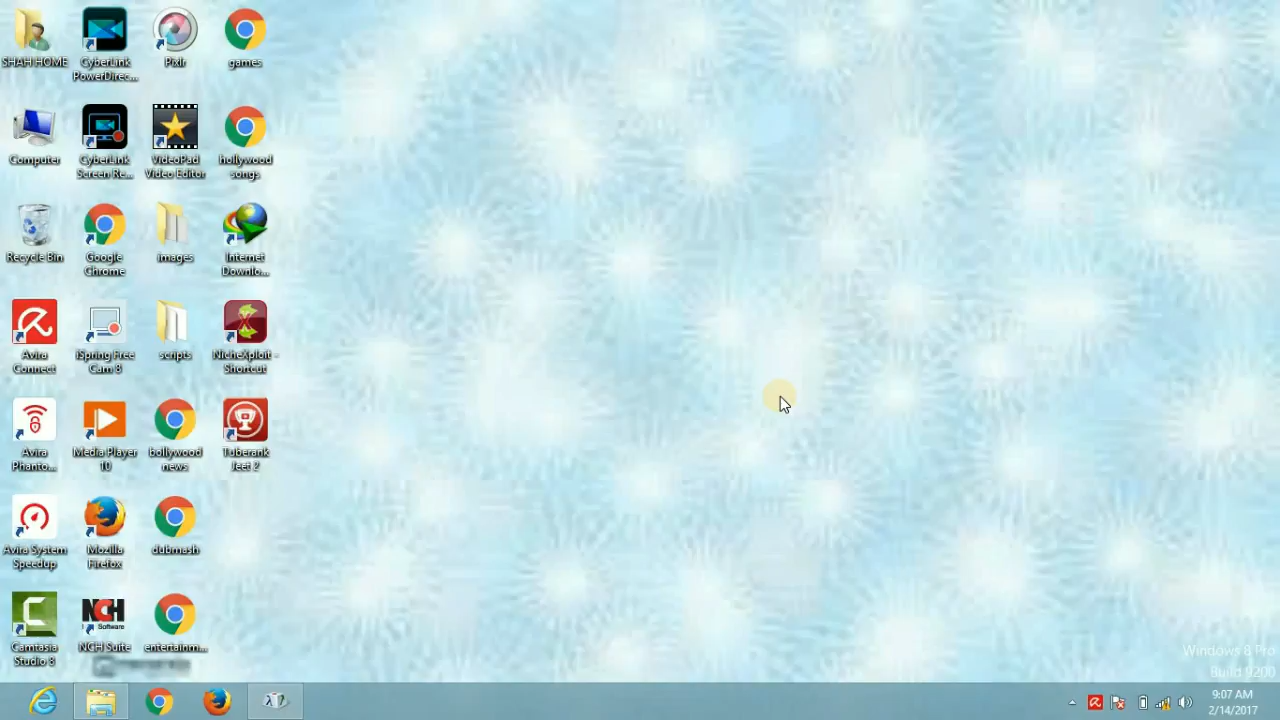 SHAH HOME
CyberLink
PowerDirec...
Pixlr
games
Computer
CyberLink
Screen Re...
VideoPad
Video Editor
hollywood
songs
Recycle Bin
Google
Chrome
images
Internet
Downlo...
Avira
Connect
iSpring Free
Cam 8
scripts
NicheXploit -
Shortcut
Avira
Phanto...
Media Player
10
bollywood
news
Tuberank
Jeet 2
Avira System
Speedup
Mozilla
Firefox
dubmash
Camtasia
Studio 8
NCH
Software
NCH Suite
entertainm...
Windows 8 Pro
Build 9200
9:07 AM
2/14/2017